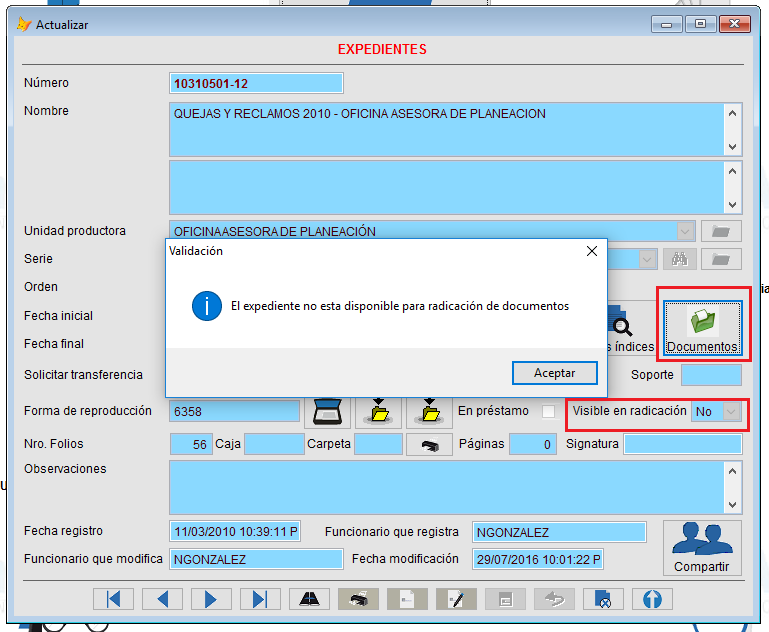 Actualizar
EXPEDIENTES
Número 10310501-12
Nombre QUEJAS Y RECLAMOS 2010 - OFICINA ASESORA DE PLANEACION
Unidad productora OFICINA ASESORA DE PLANEACIÓN
Serie
Validación
Orden
El expediente no esta disponible para radicación de documentos
Fecha inicial
Fecha final
s índices Documentos
Aceptar
Solicitar transferencia Soporte
Forma de reproducción 6358 En préstamo Visible en radicación No
Nro. Folios 56 Caja Carpeta Páginas 0 Signatura
Observaciones
Fecha registro 11/03/2010 10:39:11 P Funcionario que registra NGONZALEZ
Funcionario que modifica NGONZALEZ Fecha modificación 29/07/2016 10:01:22 P
Compartir